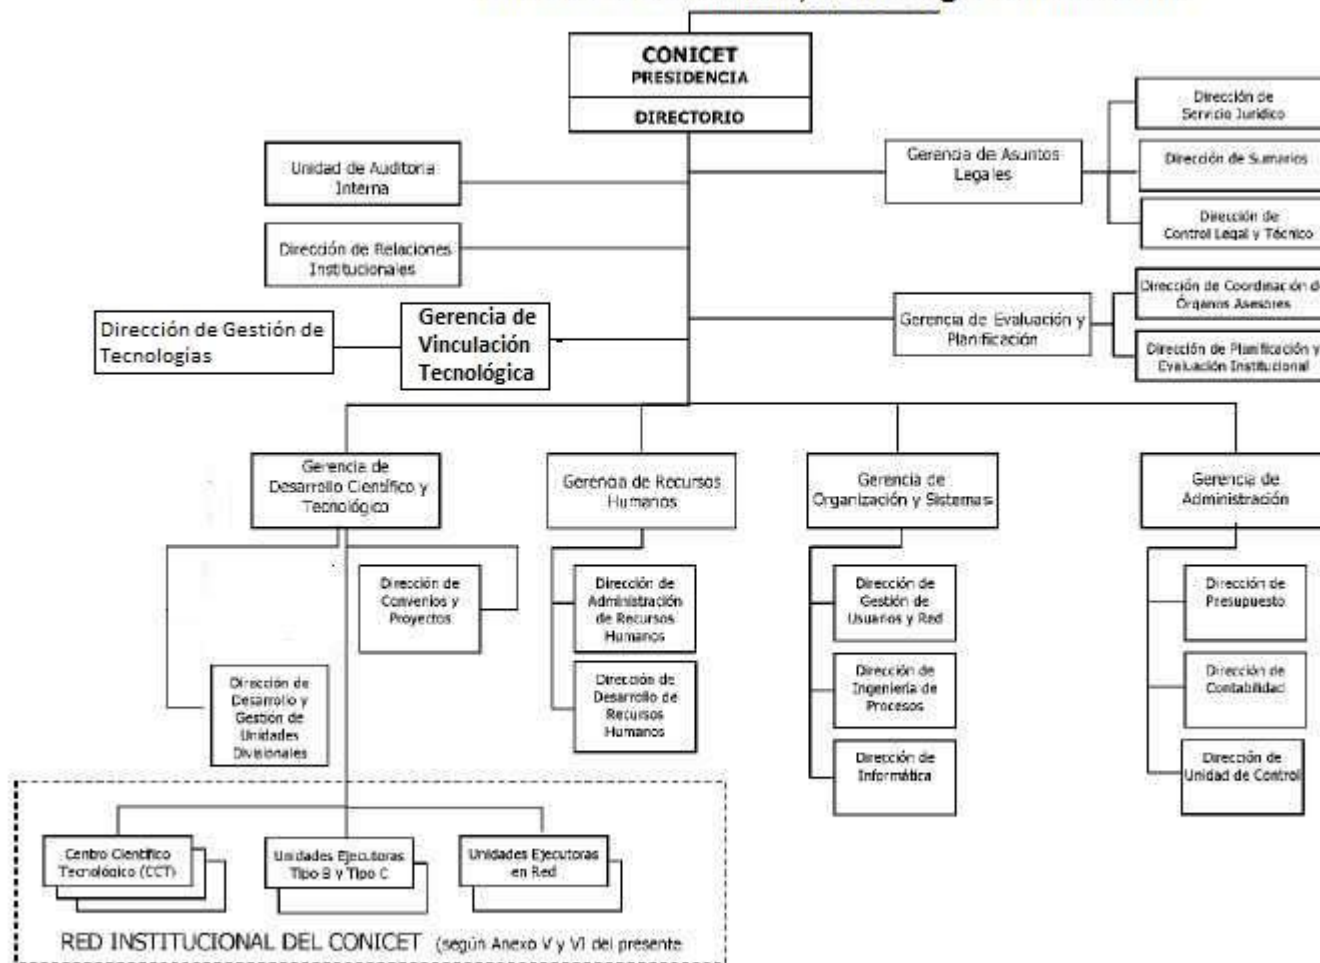 CONICET
PRESIDENCIA
DIRECTORIO
Unidad de Auditoria
Interna
Dirección de Relaciones
Institucionales
Dirección de Gestión de
Tecnologías
Gerencia de
Vinculación
Tecnológica
Gerencia de Asuntos
Legales
Dirección de
Servicio Jurídico
Dirección de Sumarios
Dirección de
Control Legal y Técnico
Gerencia de Evaluación y
Planificación
Dirección de Coordinación
Órganos Asesores
Dirección de Planificación y
Evaluación Institucional
Gerencia de
Desarrollo Científico y
Tecnológico
Gerencia de Recursos
Humanos
Gerencia de
Organización y Sistemas
Gerencia de
Administración
Dirección de
Convenios y
Proyectos
Dirección de
Desarrollo y
Gestión de
Unidades
Divisionales
Dirección de
Administración
de Recursos
Humanos
Dirección de
Desarrollo de
Recursos
Humanos
Dirección de
Gestión de
Usuarios y Red
Dirección de
Ingeniería de
Procesos
Dirección de
Informática
Dirección de
Presupuesto
Dirección de
Contabilidad
Dirección de
Unidad de Control
Centro Científico
Tecnológico (CCT)
Unidades Ejecutoras
Tipo B y Tipo C
Unidades Ejecutoras
en Red
RED INSTITUCIONAL DEL CONICET (según Anexo V y VI del presente